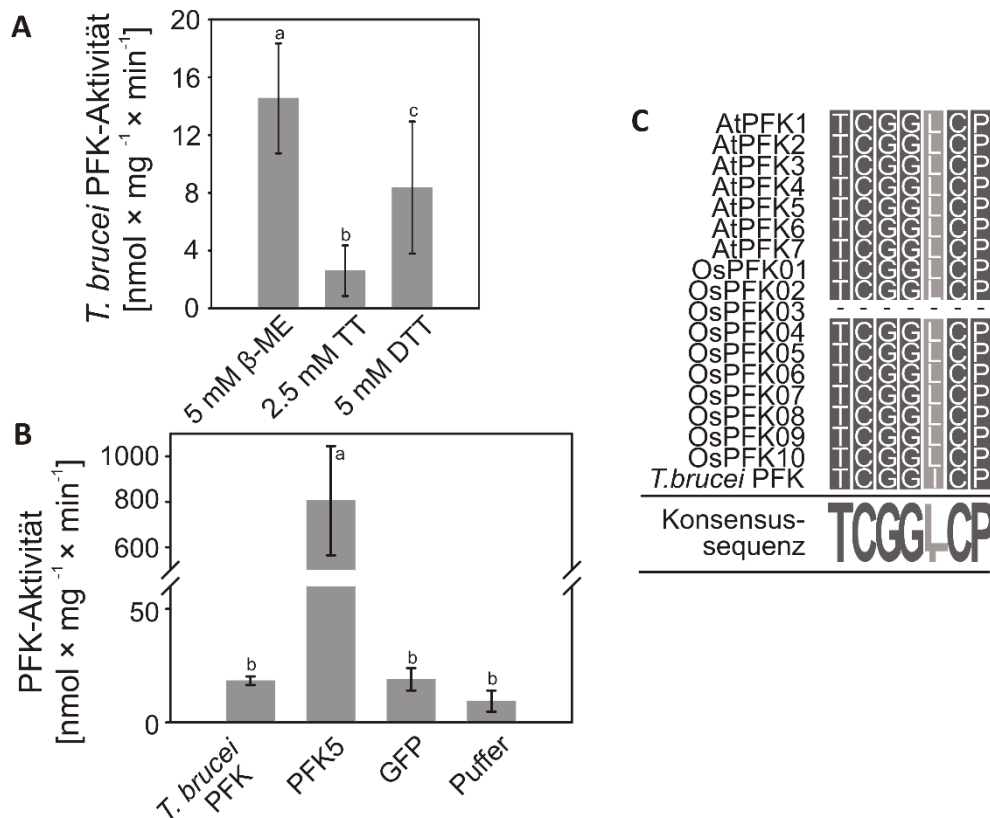 A
T. brucei PFK-Aktivität
[nmol × mg ⁻¹ × min⁻¹]
20
16
12
8
4
0
a
b
c
5 mM β-ME
2.5 mM TT
5 mM DTT
B
PFK-Aktivität
[nmol × mg ⁻¹ × min⁻¹]
1000
800
600
50
0
b
a
b
b
T. brucei
PFK
PFK5
GFP
Puffer
C
AtPFK1 TCGGLCP
AtPFK2 TCGGLCP
AtPFK3 TCGGLCP
AtPFK4 TCGGLCP
AtPFK5 TCGGLCP
AtPFK6 TCGGLCP
AtPFK7 TCGGLCP
OsPFK01 TCGGLCP
OsPFK02 TCGGLCP
OsPFK03 - - - - - - -
OsPFK04 TCGGLCP
OsPFK05 TCGGLCP
OsPFK06 TCGGLCP
OsPFK07 TCGGLCP
OsPFK08 TCGGLCP
OsPFK09 TCGGLCP
OsPFK10 TCGGLCP
T.brucei PFK TCGGICP
Konsensus-
sequenz
TCGGLCP